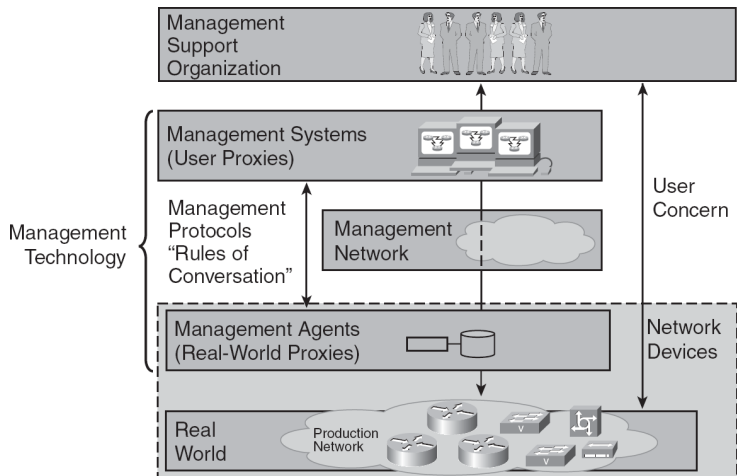 Management
Support
Organization
Management Systems
(User Proxies)
User
Concern
Management
Protocols
“Rules of
Conversation”
Management
Network
Management
Technology
Management Agents
(Real-World Proxies)
Network
Devices
Real
World
Production
Network
V
V